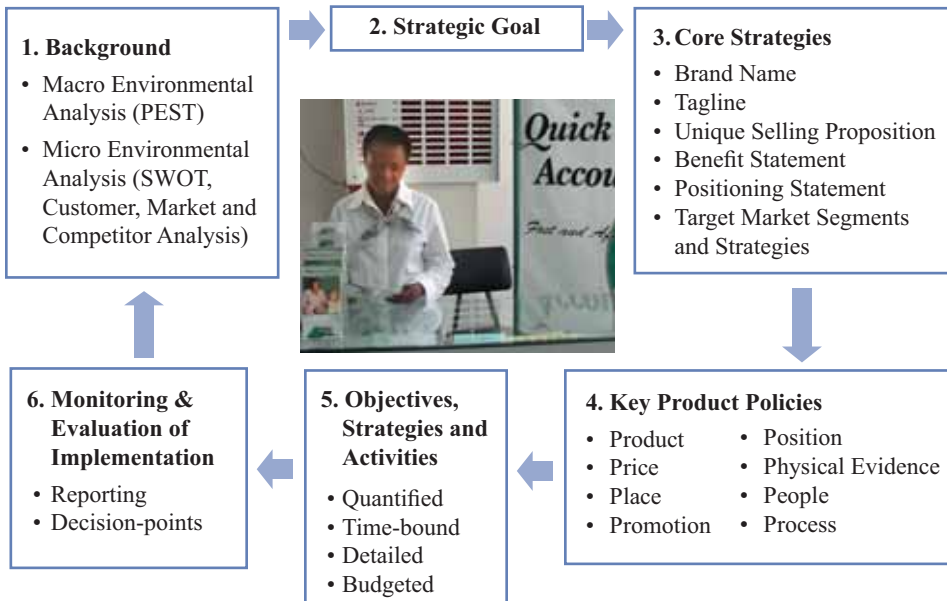 1. Background
• Macro Environmental
Analysis (PEST)
• Micro Environmental
Analysis (SWOT,
Customer, Market and
Competitor Analysis)
2. Strategic Goal
3. Core Strategies
• Brand Name
• Tagline
• Unique Selling Proposition
• Benefit Statement
• Positioning Statement
• Target Market Segments
and Strategies
Quick
Accou
Fast and
4. Key Product Policies
• Product
• Price
• Place
• Promotion
• Position
• Physical Evidence
• People
• Process
5. Objectives,
Strategies and
Activities
• Quantified
• Time-bound
• Detailed
• Budgeted
6. Monitoring &
Evaluation of
Implementation
• Reporting
• Decision-points